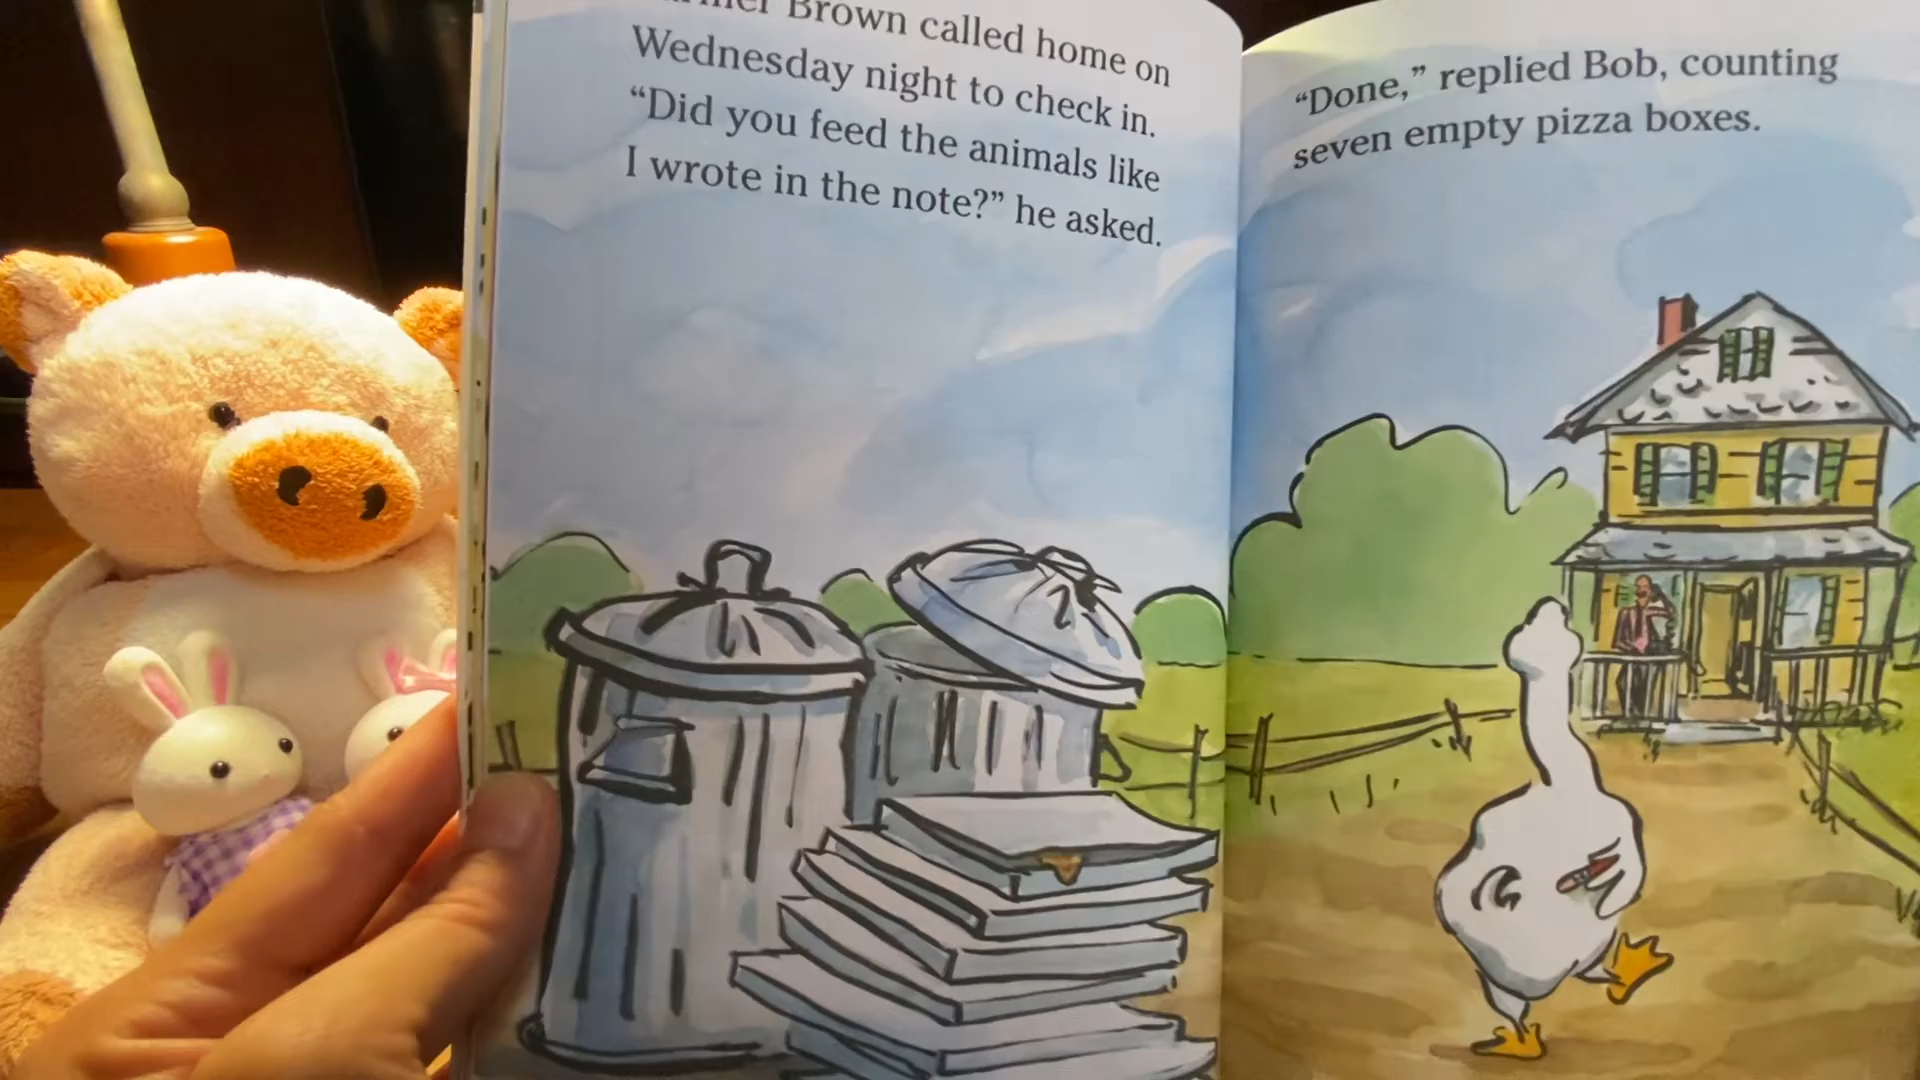 Brown called home on
Wednesday night to check in.
“Did you feed the animals like
I wrote in the note?” he asked.
“Done,” replied Bob, counting
seven empty pizza boxes.